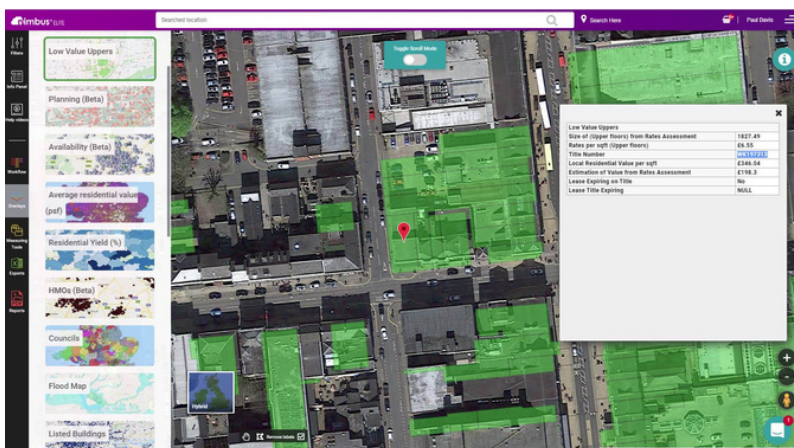 Nimbus ELITE
Searched location
Search Here
Paul Davis
Filters
Info Panel
Help videos
Workflow
Overlays
Measuring Tools
Exports
Reports
Low Value Uppers
Planning (Beta)
Availability (Beta)
Average residential value (psf)
Residential Yield (%)
HMOs (Beta)
Councils
Flood Map
Listed Buildings
Toggle Scroll Mode
Low Value Uppers
Size of (Upper floors) from Rates Assessment 1827.49
Rates per sqft (Upper floors) £6.55
Title Number
Local Residential Value per sqft £346.04
Estimation of Value from Rates Assessment £198.3
Lease Expiring on Title No
Lease Title Expiring NULL
Hybrid
Remove labels